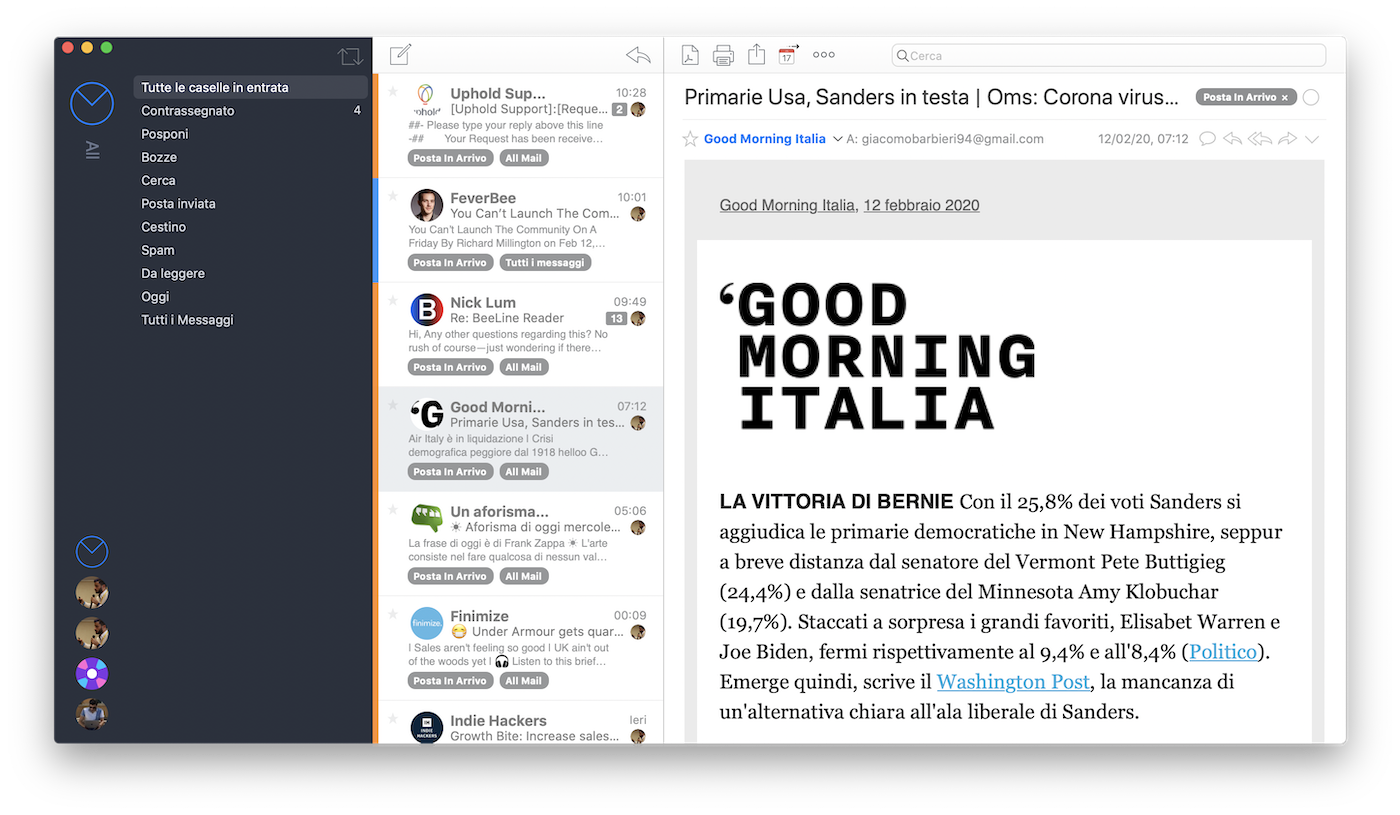 All
Tutte le caselle in entrata
Contrassegnato 4
Posponi
Bozze
Cerca
Posta inviata
Cestino
Spam
Da leggere
Oggi
Tutti i Messaggi
uphold
Uphold Sup... 10:28
[Uphold Support]:[Reque... 2
##- Please type your reply above this line
-## Your Request has been receive...
Posta In Arrivo All Mail
FeverBee 10:01
You Can't Launch The Com...
You Can't Launch The Community On A
Friday By Richard Millington on Feb 12,...
Posta In Arrivo Tutti i messaggi
B
Nick Lum 09:49
Re: BeeLine Reader 13
Hi, Any other questions regarding this? No
rush of course—just wondering if there...
Posta In Arrivo All Mail
‘G
Good Morni... 07:12
Primarie Usa, Sanders in tes...
Air Italy è in liquidazione I Crisi
demografica peggiore dal 1918 helloo G...
Posta In Arrivo All Mail
Un aforisma... 05:06
☀ Aforisma di oggi mercole...
La frase di oggi è di Frank Zappa ☀ L'arte
consiste nel fare qualcosa di nessun val...
Posta In Arrivo All Mail
finimize.
Finimize 00:09
😷 Under Armour gets quar...
I Sales aren't feeling so good I UK ain't out
of the woods yet I 🎧 Listen to this brief...
Posta In Arrivo All Mail
INDIE
HACKERS
Indie Hackers Ieri
Growth Bite: Increase sales...
17
Cerca
Primarie Usa, Sanders in testa | Oms: Corona virus... Posta In Arrivo ×
Good Morning Italia A: giacomobarbieri94@gmail.com 12/02/20, 07:12
Good Morning Italia, 12 febbraio 2020
‘GOOD
MORNING
ITALIA
LA VITTORIA DI BERNIE Con il 25,8% dei voti Sanders si
aggiudica le primarie democratiche in New Hampshire, seppur
a breve distanza dal senatore del Vermont Pete Buttigieg
(24,4%) e dalla senatrice del Minnesota Amy Klobuchar
(19,7%). Staccati a sorpresa i grandi favoriti, Elisabet Warren e
Joe Biden, fermi rispettivamente al 9,4% e all'8,4% (Politico).
Emerge quindi, scrive il Washington Post, la mancanza di
un'alternativa chiara all'ala liberale di Sanders.